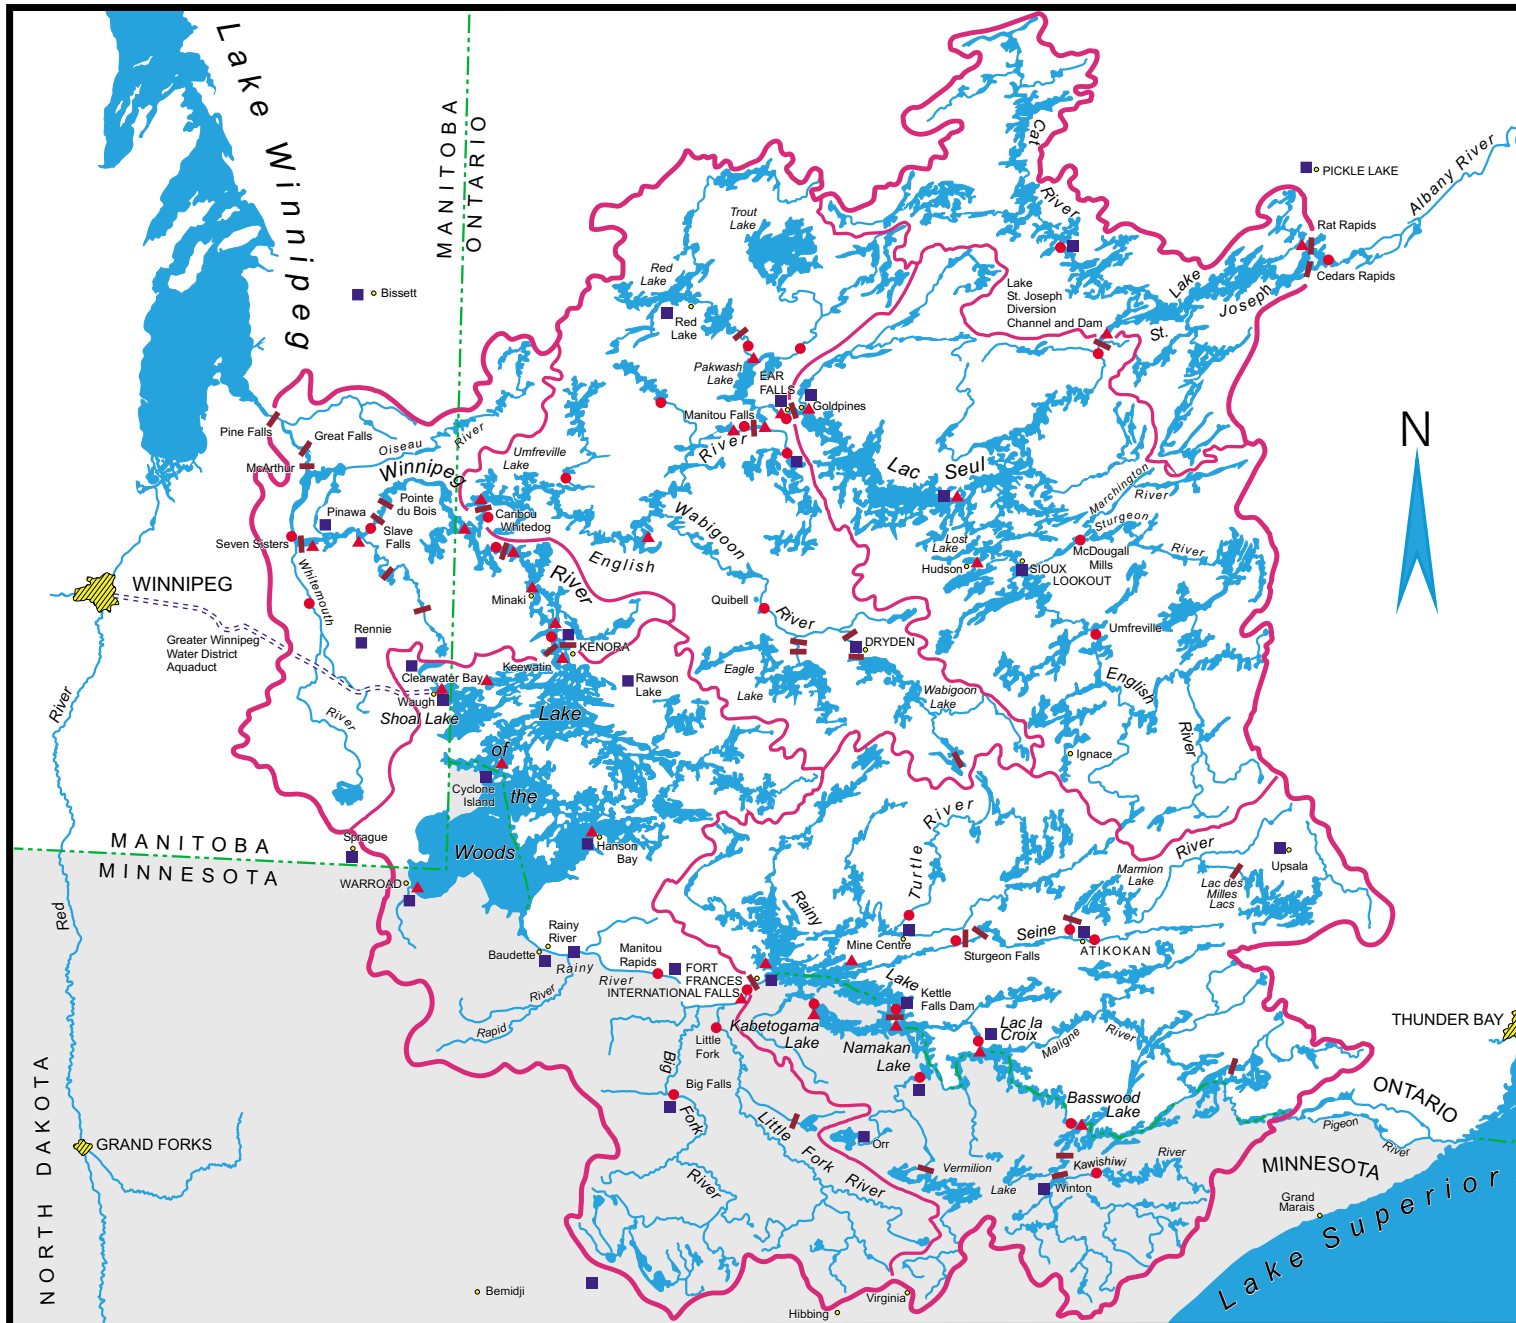 Lake Winnipeg
MANITOBA
ONTARIO
Cat
River
PICKLE LAKE
Albany River
Rat Rapids
Cedars Rapids
Lake
St. Joseph
Trout
Lake
Red
Lake
Red
Lake
Lake
St. Joseph
Diversion
Channel and Dam
Bissett
Pakwash
Lake
EAR
FALLS
Goldpines
Manitou Falls
River
Pine Falls
Great Falls
Oiseau
River
McArthur
Winnipeg
Umfreville
Lake
Lac Seul
Marchington
River
Sturgeon
River
Pointe
du Bois
Pinawa
Slave
Falls
Caribou
Whitedog
Seven Sisters
Wabigoon
English
Lost
Lake
McDougall
Mills
Hudson
SIOUX
LOOKOUT
WINNIPEG
Whitemouth
Minaki
River
Quibell
River
Rennie
Greater Winnipeg
Water District
Aquaduct
Umfreville
DRYDEN
KENORA
Keewatin
Clearwater Bay
Rawson
Lake
Eagle
Lake
Wabigoon
Lake
English
River
Waugh
Shoal Lake
Lake
of
the
Woods
River
River
Ignace
Cyclone
Island
Sprague
MANITOBA
MINNESOTA
Hanson
Bay
WARROAD
Turtle
River
River
Marmion
Lake
Upsala
Lac des
Milles
Lacs
Red
Rainy
Mine Centre
Seine
Sturgeon Falls
ATIKOKAN
Rainy
River
Baudette
Rainy
River
Manitou
Rapids
FORT
FRANCES
INTERNATIONAL FALLS
Lake
Kettle
Falls Dam
River
Rapid
Little
Fork
Kabetogama
Lake
Namakan
Lake
Lac la
Croix
Maligne
River
THUNDER BAY
Big
Fork
River
Big Falls
Basswood
Lake
ONTARIO
Pigeon
River
NORTH DAKOTA
GRAND FORKS
Little
Fork
River
Orr
Vermilion
Lake
Kawishiwi
River
Winton
MINNESOTA
Grand
Marais
Lake Superior
Bemidji
Virginia
Hibbing
N